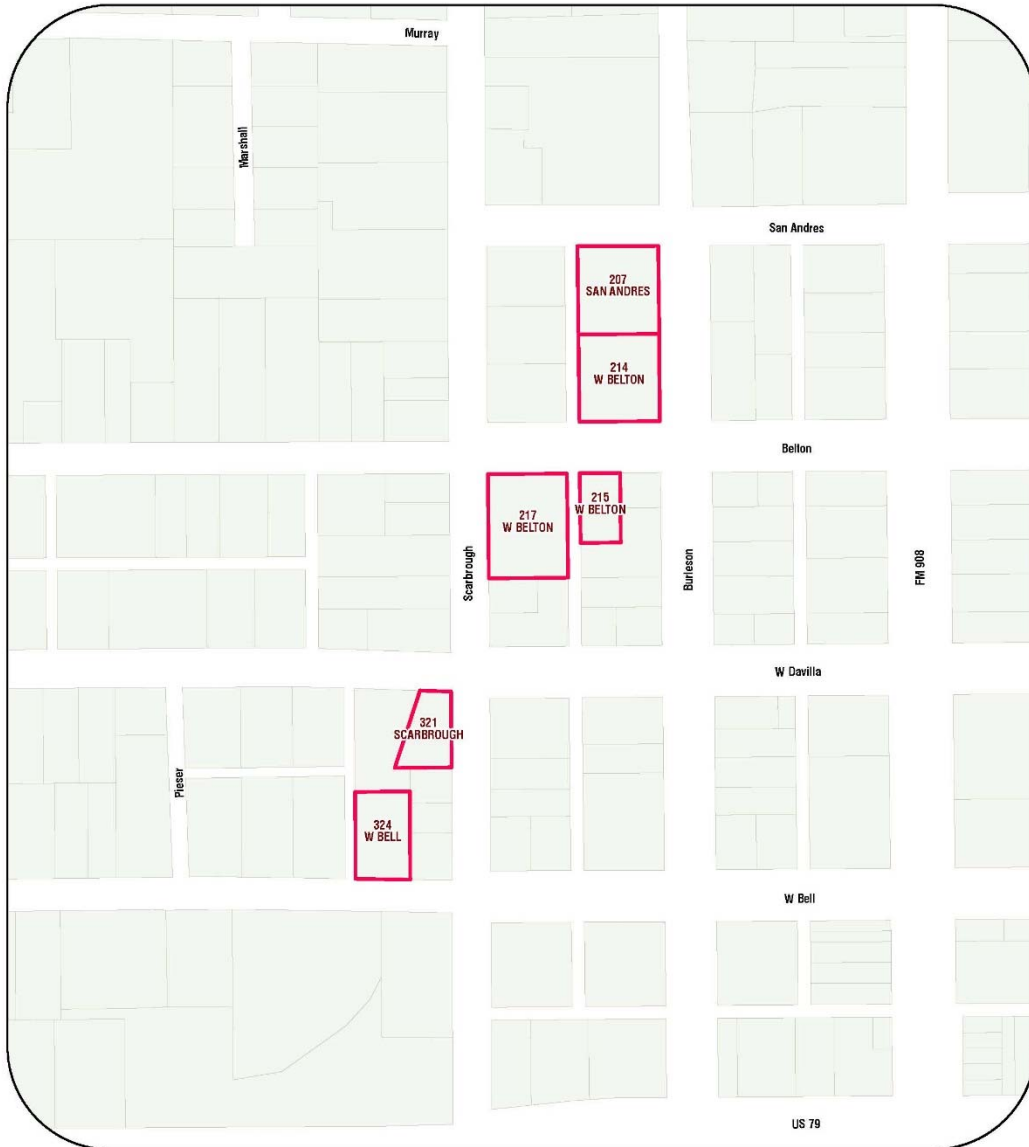 Murray
Marshall
San Andres
207
SAN ANDRES
214
W BELTON
Belton
217
W BELTON
215
W BELTON
Scarbrough
Burleson
FM 908
W Davilla
321
SCARBROUGH
Pieser
324
W BELL
W Bell
US 79